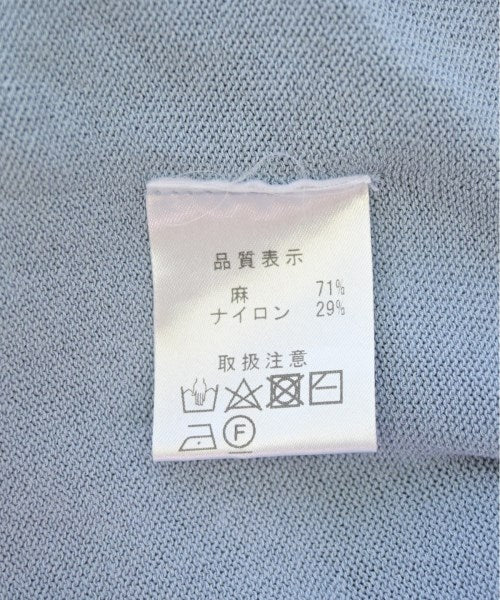 品質表示
麻 71%
ナイロン 29%
取扱注意
F